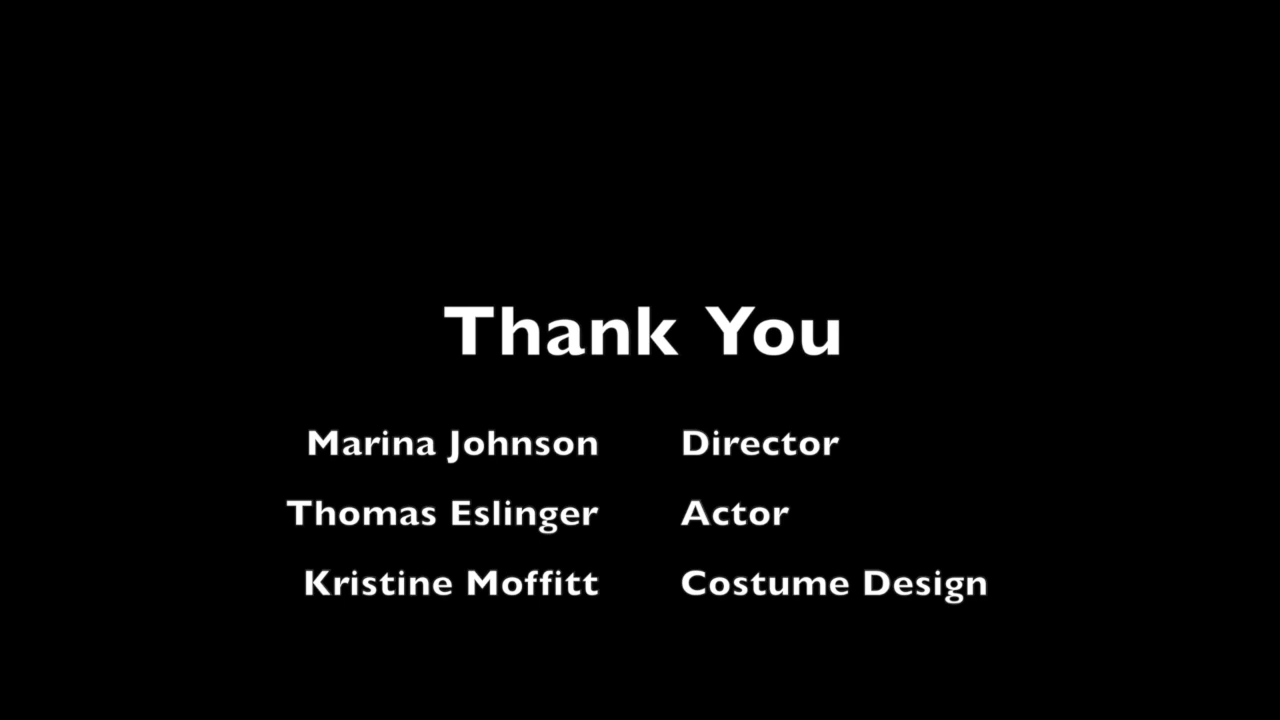 Thank You
Marina Johnson Director
Thomas Eslinger Actor
Kristine Moffitt Costume Design